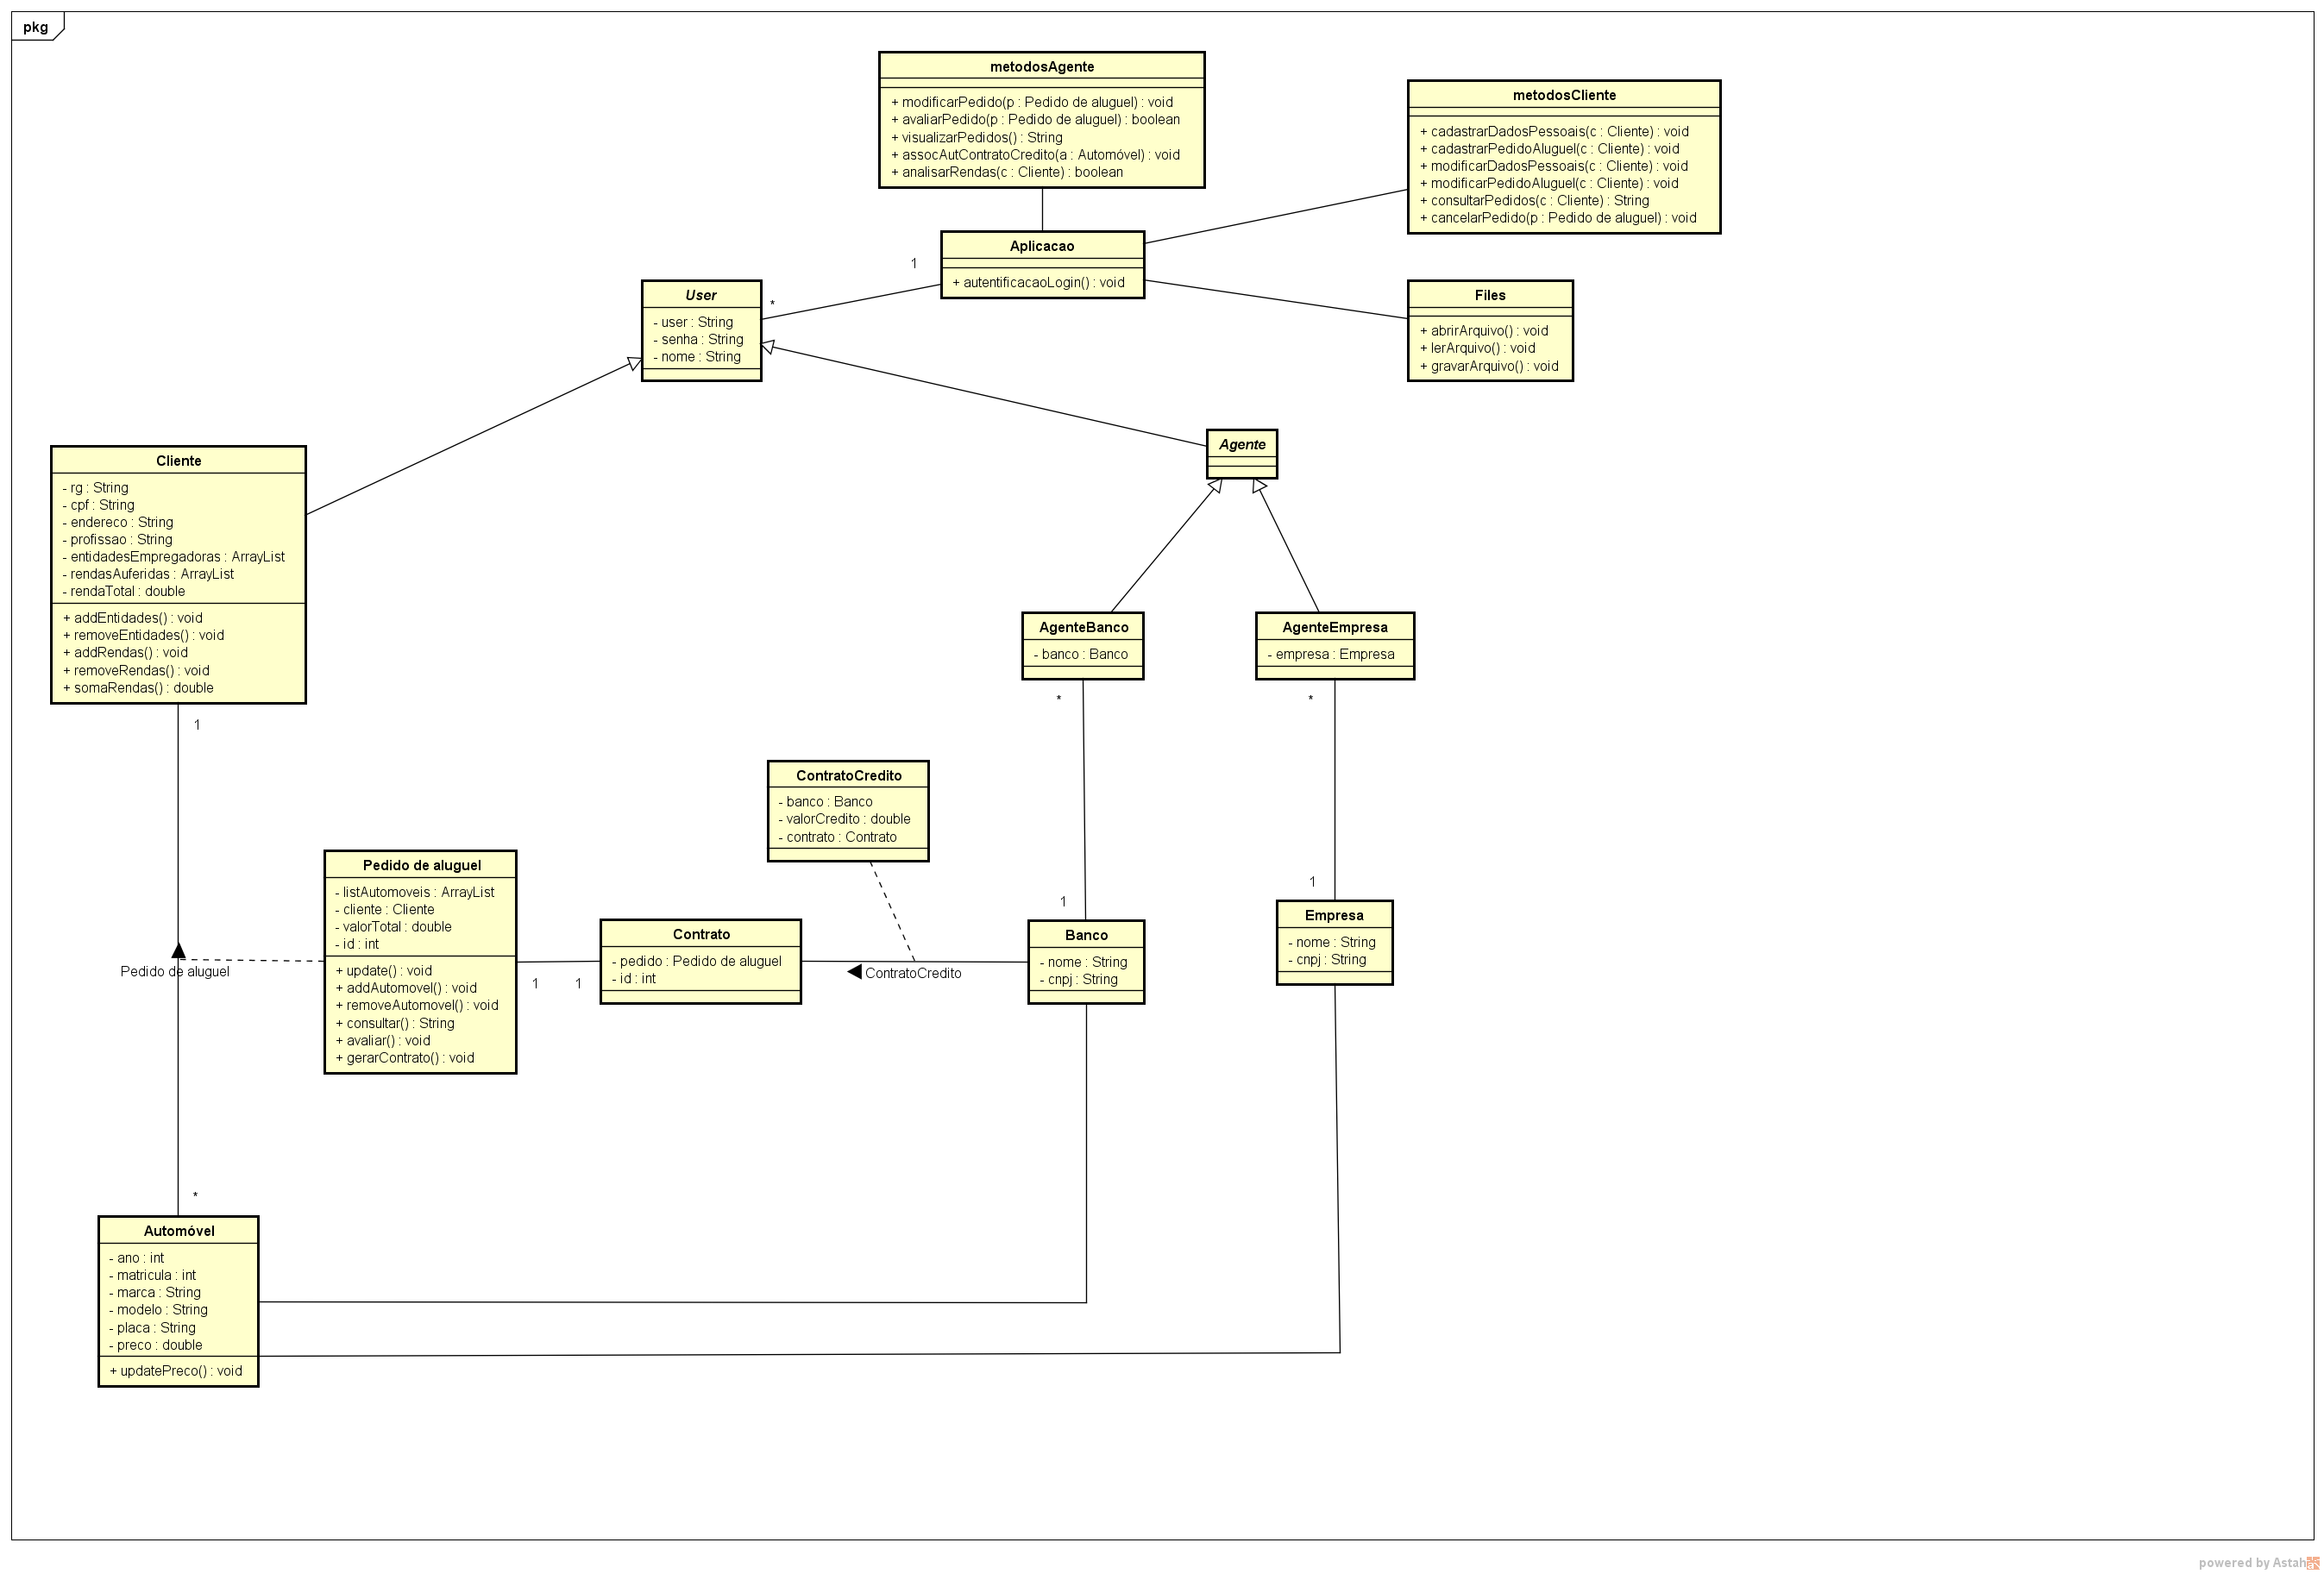 pkg
metodosAgente
+ modificarPedido(p : Pedido de aluguel) : void
+ avaliarPedido(p : Pedido de aluguel) : boolean
+ visualizarPedidos() : String
+ assocAutContratoCredito(a : Automóvel) : void
+ analisarRendas(c : Cliente) : boolean
metodosCliente
+ cadastrarDadosPessoais(c : Cliente) : void
+ cadastrarPedidoAluguel(c : Cliente) : void
+ modificarDadosPessoais(c : Cliente) : void
+ modificarPedidoAluguel(c : Cliente) : void
+ consultarPedidos(c : Cliente) : String
+ cancelarPedido(p : Pedido de aluguel) : void
Aplicacao
+ autentificacaoLogin() : void
1
*
User
- user : String
- senha : String
- nome : String
Files
+ abrirArquivo() : void
+ lerArquivo() : void
+ gravarArquivo() : void
Agente
Cliente
- rg : String
- cpf : String
- endereco : String
- profissao : String
- entidadesEmpregadoras : ArrayList
- rendasAuferidas : ArrayList
- rendaTotal : double
+ addEntidades() : void
+ removeEntidades() : void
+ addRendas() : void
+ removeRendas() : void
+ somaRendas() : double
1
AgenteBanco
- banco : Banco
*
AgenteEmpresa
- empresa : Empresa
*
ContratoCredito
- banco : Banco
- valorCredito : double
- contrato : Contrato
Pedido de aluguel
- listAutomoveis : ArrayList
- cliente : Cliente
- valorTotal : double
- id : int
+ update() : void
+ addAutomovel() : void
+ removeAutomovel() : void
+ consultar() : String
+ avaliar() : void
+ gerarContrato() : void
Pedido de aluguel
1
1
Contrato
- pedido : Pedido de aluguel
- id : int
ContratoCredito
1
Banco
- nome : String
- cnpj : String
1
Empresa
- nome : String
- cnpj : String
*
Automóvel
- ano : int
- matricula : int
- marca : String
- modelo : String
- placa : String
- preco : double
+ updatePreco() : void
powered by Astah